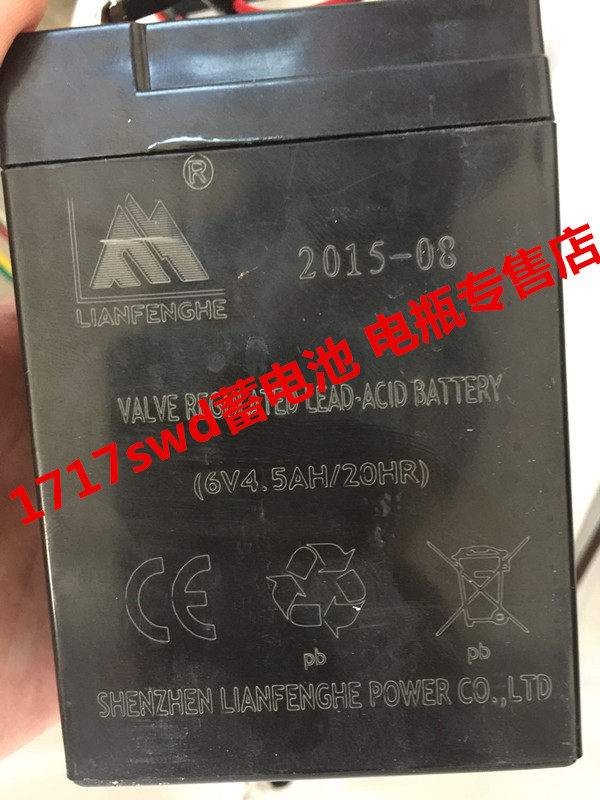 ®
LIANFENGHE
2015-08
VALVE REGULATED LEAD-ACID BATTERY
(6V4.5AH/20HR)
1717swd蓄电池 电瓶专售店
CE
pb
pb
SHENZHEN LIANFENGHE POWER CO.,LTD